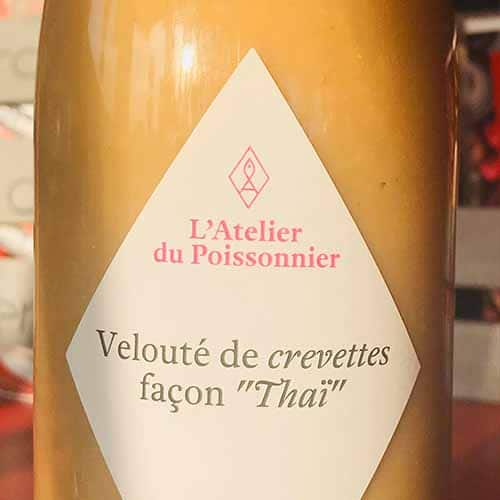 L'Atelier
du Poissonnier
Velouté de crevettes
façon "Thaï"